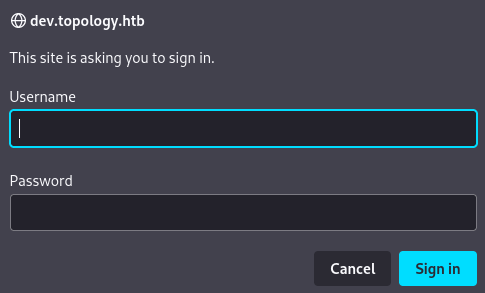 dev.topology.htb
This site is asking you to sign in.
Username
Password
Cancel Sign in